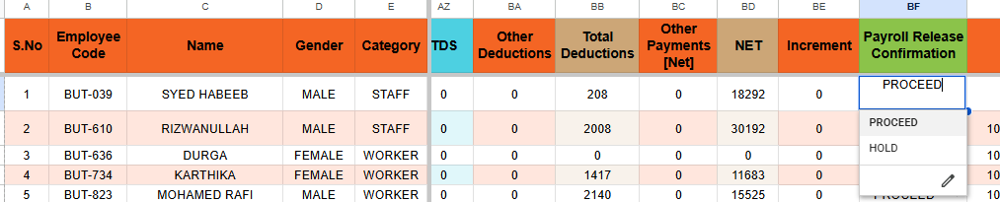 A B C D E AZ BA BB BC BD BE BF
S.No Employee Code Name Gender Category TDS Other Deductions Total Deductions Other Payments [Net] NET Increment Payroll Release Confirmation
1 BUT-039 SYED HABEEB MALE STAFF 0 0 208 0 18292 0 PROCEED
PROCEED
HOLD
2 BUT-610 RIZWANULLAH MALE STAFF 0 0 2008 0 30192 0 10
3 BUT-636 DURGA FEMALE WORKER 0 0 0 0 0 0
4 BUT-734 KARTHIKA FEMALE WORKER 0 0 1417 0 11683 0 10
5 BUT-823 MOHAMED RAFI MALE WORKER 0 0 2140 0 15525 0 PROCEED 10